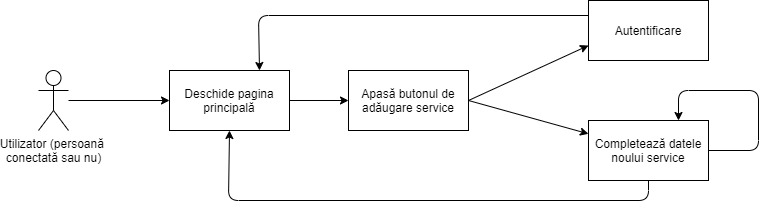 Autentificare
Deschide pagina
principală
Apasă butonul de
adăugare service
Utilizator (persoană
conectată sau nu)
Completează datele
noului service